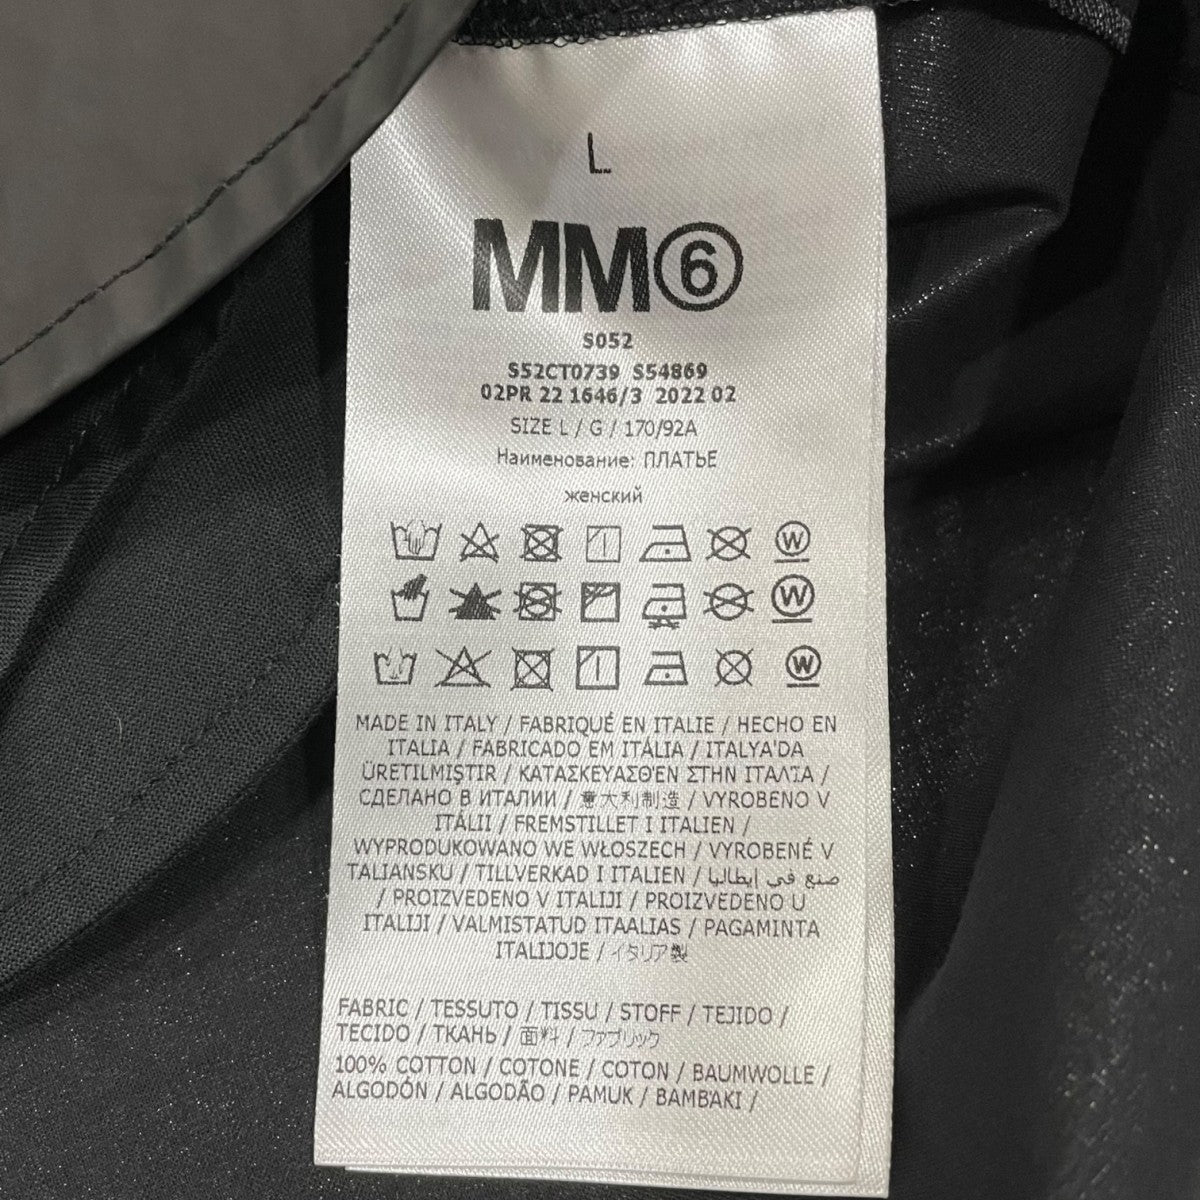 L
MM⑥
S052
S52CT0739 S54869
02PR 22 1646/3 2022 02
SIZE L / G / 170/92A
Наименование: ПЛАТЬЕ
женский
W
W
W
MADE IN ITALY / FABRIQUÉ EN ITALIE / HECHO EN
ITALIA / FABRICADO EM ITÁLIA / ITALYA'DA
ÜRETILMIŞTIR / ΚΑΤΑΣΚΕΥΑΣΘΈΝ ΣΤΗΝ ΙΤΑΛΊΑ /
СДЕЛАНО В ИТАЛИИ / 意大利制造 / VYROBENO V
ITÁLII / FREMSTILLET I ITALIEN /
WYPRODUKOWANO WE WŁOSZECH / VYROBENÉ V
TALIANSKU / TILLVERKAD I ITALIEN / صنع في إيطاليا
/ PROIZVEDENO V ITALIJI / PROIZVEDENO U
ITALIJI / VALMISTATUD ITAALIAS / PAGAMINTA
ITALIJOJE / イタリア製
FABRIC / TESSUTO / TISSU / STOFF / TEJIDO /
TECIDO / ТКАНЬ / 面料 / ファブリック
100% COTTON / COTONE / COTON / BAUMWOLLE /
ALGODÓN / ALGODÃO / PAMUK / ΒΑΜΒΆΚΙ /